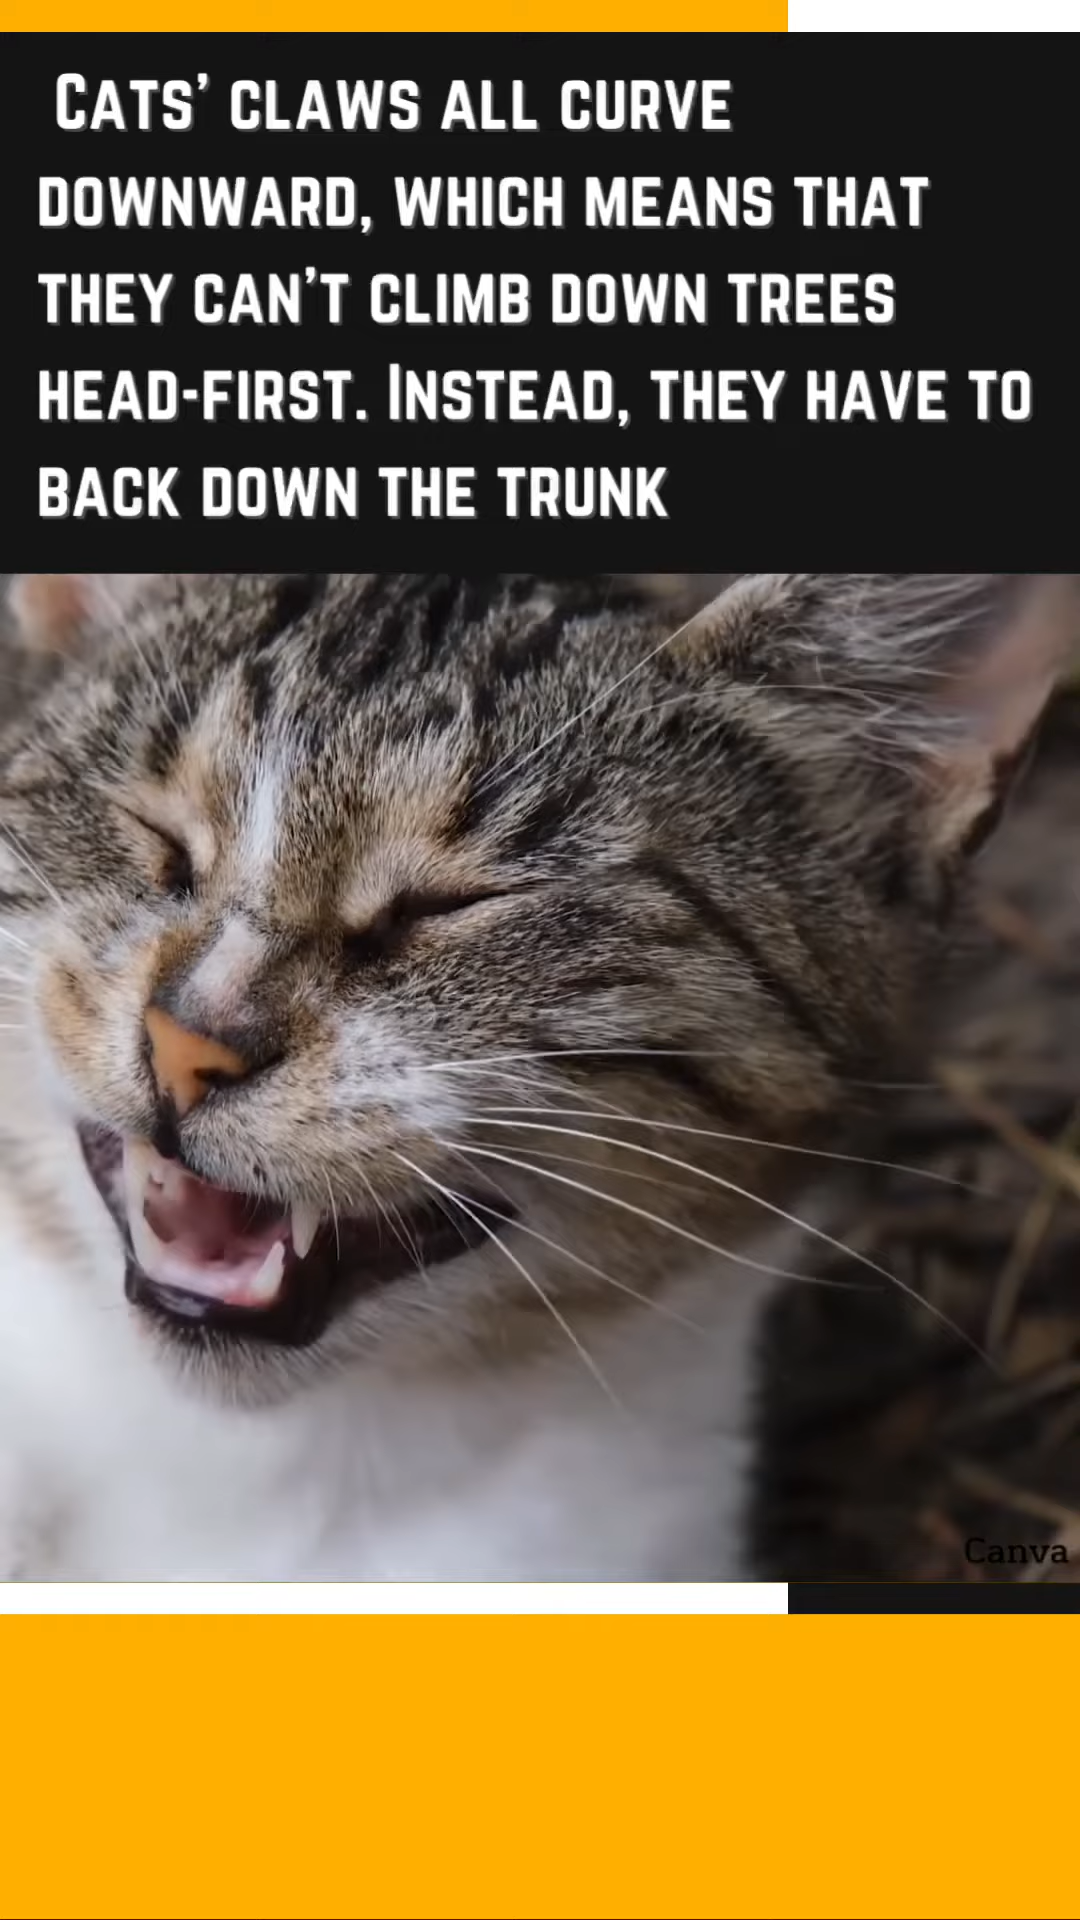 Cats’ claws all curve
downward, which means that
they can’t climb down trees
head-first. Instead, they have to
back down the trunk
Canva